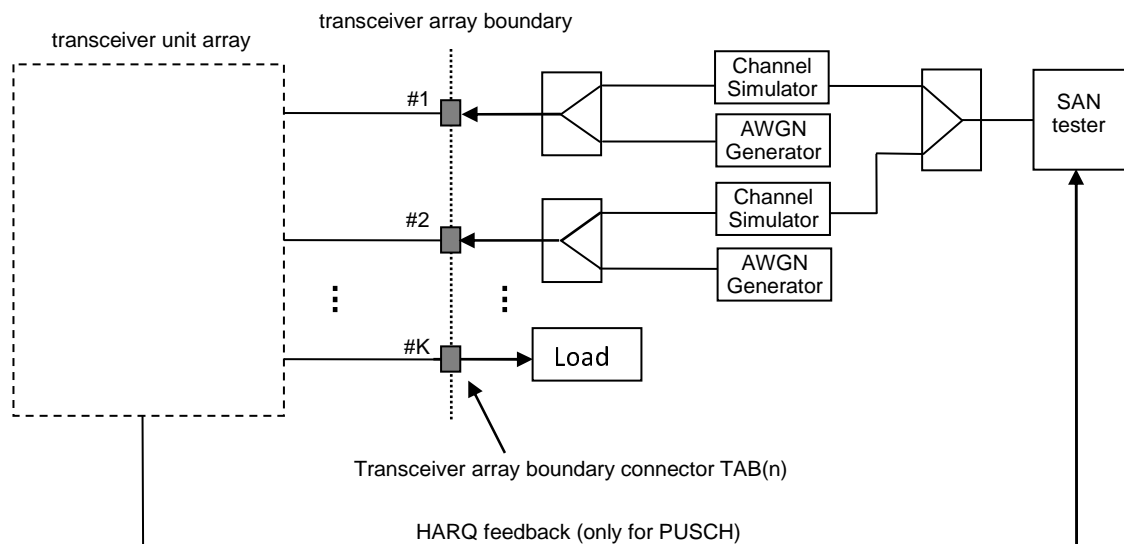 transceiver array boundary
transceiver unit array
#1
Channel
Simulator
AWGN
Generator
SAN
tester
#2
Channel
Simulator
AWGN
Generator
#K
Load
Transceiver array boundary connector TAB(n)
HARQ feedback (only for PUSCH)